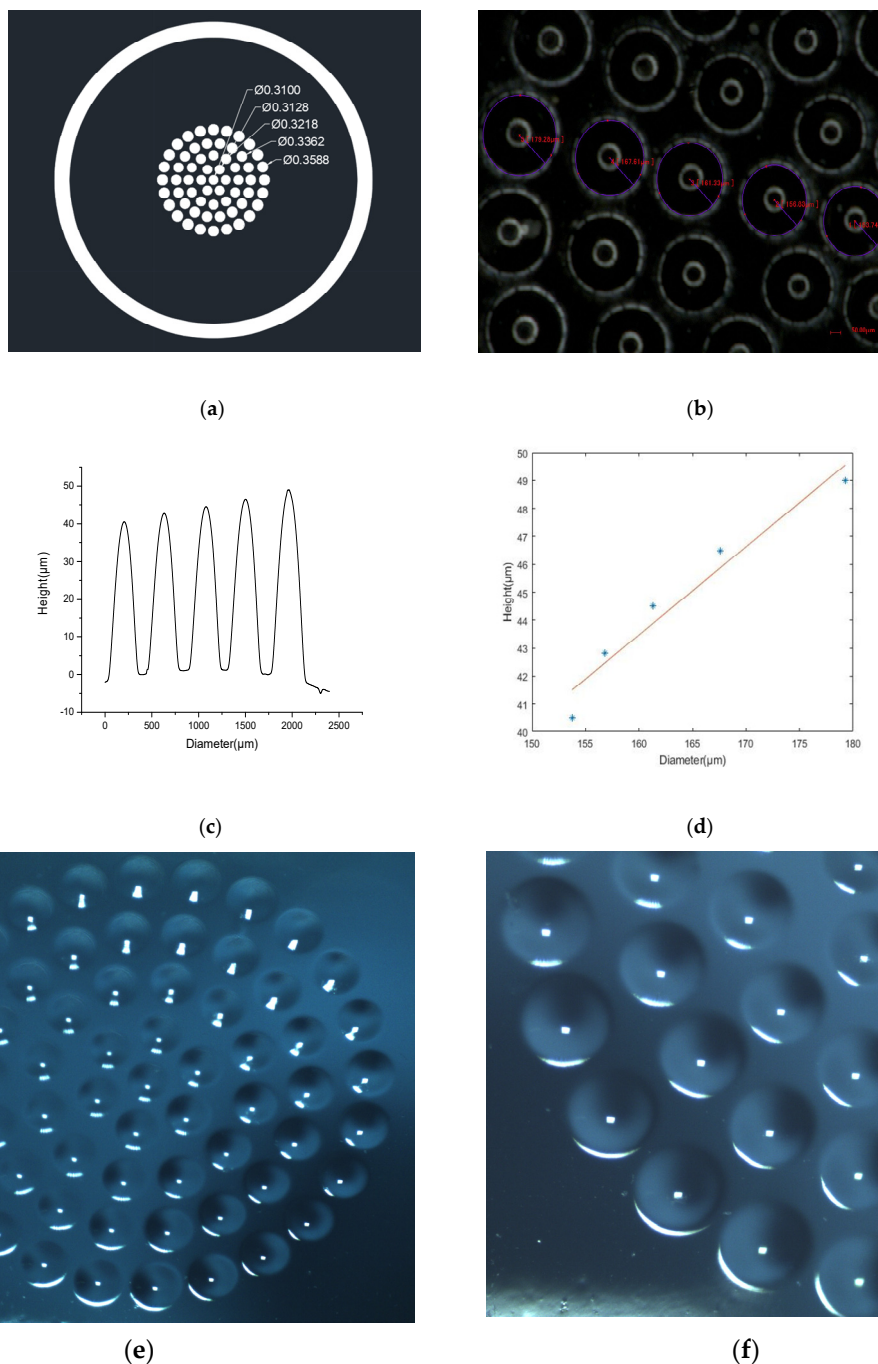 Ø0.3100
Ø0.3128
Ø0.3218
Ø0.3362
Ø0.3588
(a)
(b)
50
40
30
20
10
0
-10
Height(μm)
0 500 1000 1500 2000 2500
Diameter(μm)
(c)
50
49
48
47
46
45
44
43
42
41
40
Height(μm)
150 155 160 165 170 175 180
Diameter(μm)
(d)
(e)
(f)